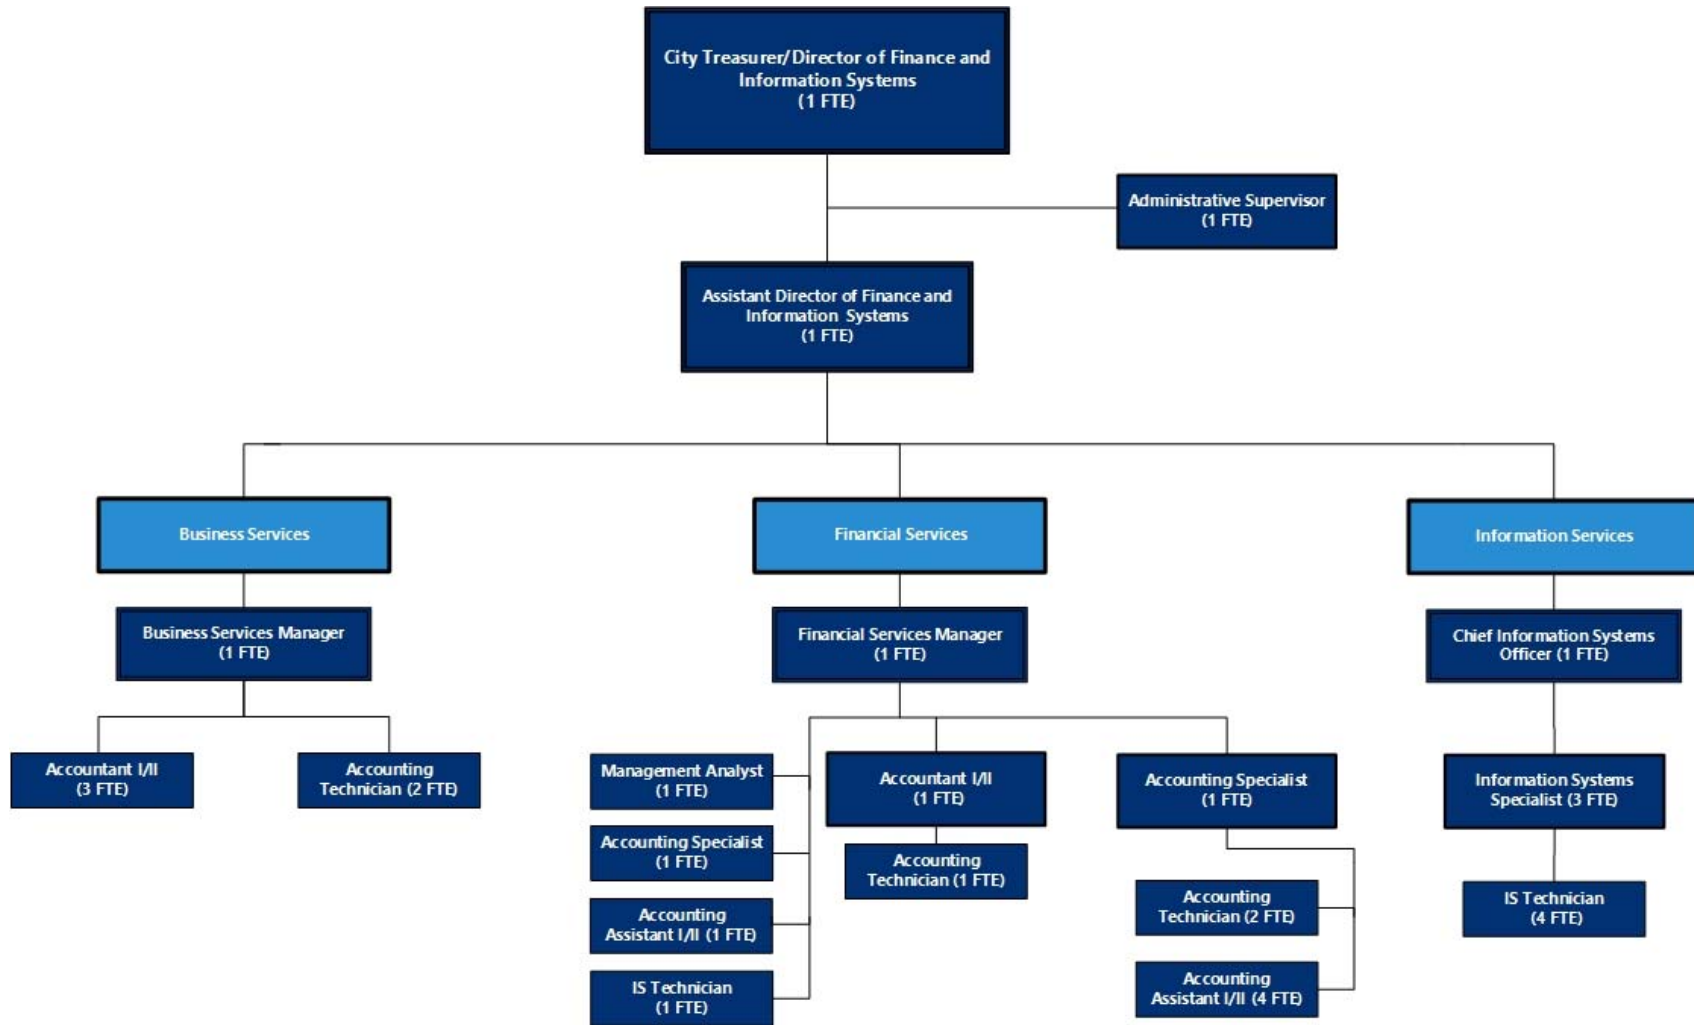 City Treasurer/Director of Finance and
Information Systems
(1 FTE)
Administrative Supervisor
(1 FTE)
Assistant Director of Finance and
Information Systems
(1 FTE)
Business Services
Financial Services
Information Services
Business Services Manager
(1 FTE)
Financial Services Manager
(1 FTE)
Chief Information Systems
Officer (1 FTE)
Accountant I/II
(3 FTE)
Accounting
Technician (2 FTE)
Management Analyst
(1 FTE)
Accounting Specialist
(1 FTE)
Accounting
Assistant I/II (1 FTE)
IS Technician
(1 FTE)
Accountant I/II
(1 FTE)
Accounting
Technician (1 FTE)
Accounting Specialist
(1 FTE)
Accounting
Technician (2 FTE)
Accounting
Assistant I/II (4 FTE)
Information Systems
Specialist (3 FTE)
IS Technician
(4 FTE)